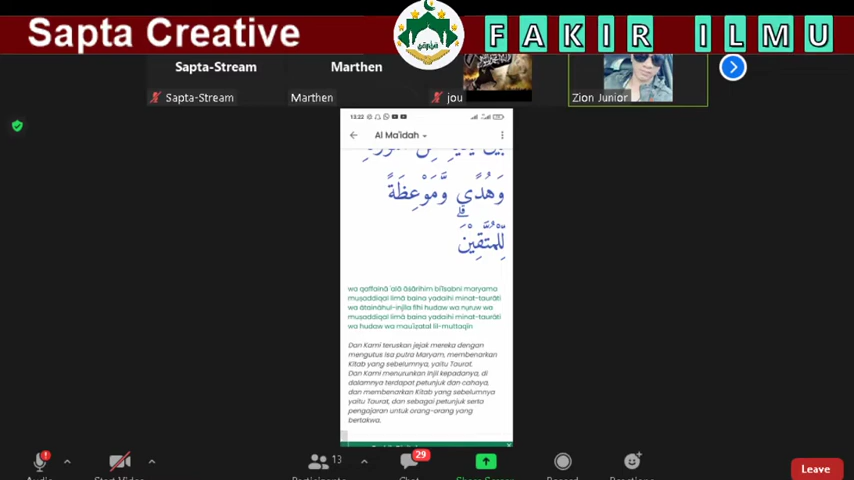 Sapta Creative
FAKIR ILMU
Sapta-Stream
Marthen
Sapta-Stream
Marthen
jou
Zion Junior
13:22
Al Ma'idah
وَهُدًى وَّمَوْعِظَةً
لِّلْمُتَّقِيْنَۗ
wa qaffainā 'alā āṡārihim bi'īsabni maryama
muṣaddiqal limā baina yadaihi minat-taurāti
wa ātaināhul-injīla fīhi hudaw wa nụruw wa
muṣaddiqal limā baina yadaihi minat-taurāti
wa hudaw wa mau'iẓatal lil-muttaqīn
Dan Kami teruskan jejak mereka dengan
mengutus Isa putra Maryam, membenarkan
Kitab yang sebelumnya, yaitu Taurat.
Dan Kami menurunkan Injil kepadanya, di
dalamnya terdapat petunjuk dan cahaya,
dan membenarkan Kitab yang sebelumnya
yaitu Taurat, dan sebagai petunjuk serta
pengajaran untuk orang-orang yang
bertakwa.
13
29
Leave